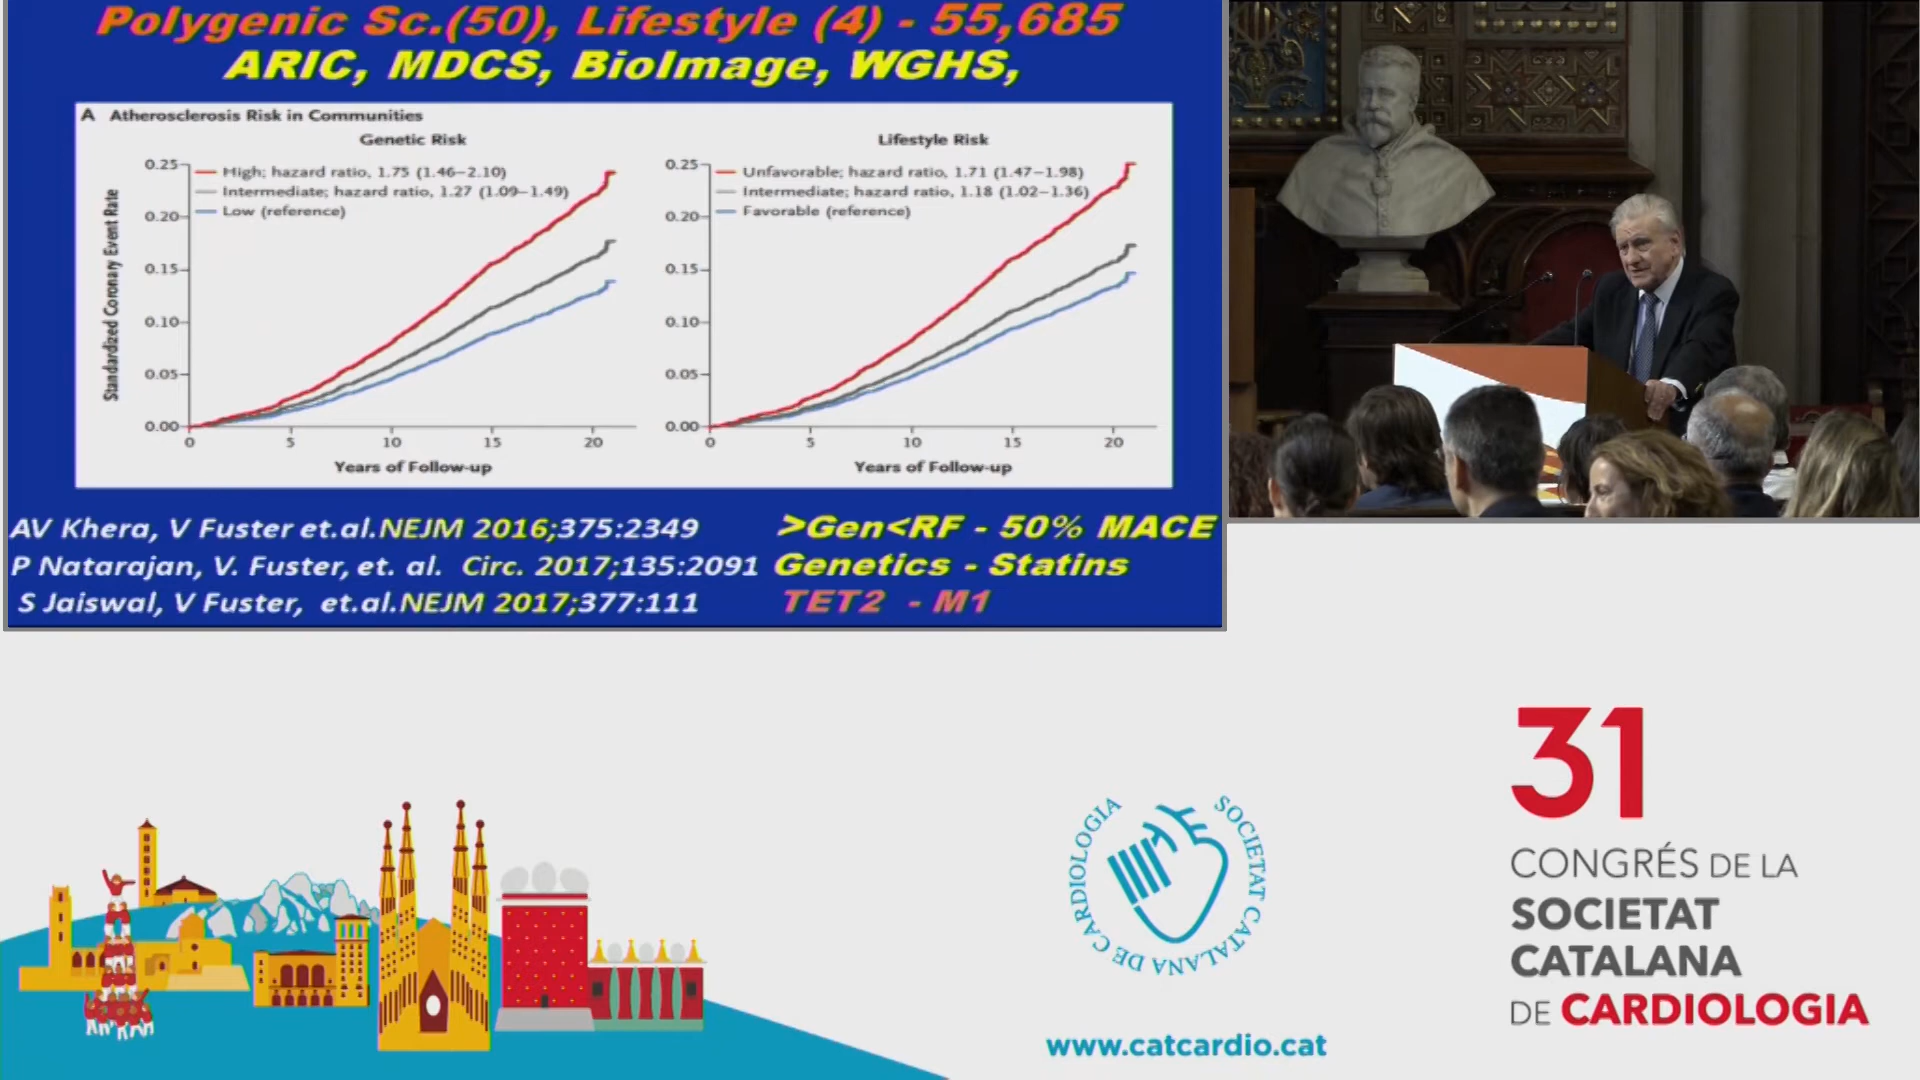 Polygenic Sc.(50), Lifestyle (4) - 55,685
ARIC, MDCS, BioImage, WGHS,
A Atherosclerosis Risk in Communities
Genetic Risk
Standardized Coronary Event Rate
0.25
0.20
0.15
0.10
0.05
0.00
High; hazard ratio, 1.75 (1.46–2.10)
Intermediate; hazard ratio, 1.27 (1.09–1.49)
Low (reference)
0 5 10 15 20
Years of Follow-up
Lifestyle Risk
0.25
0.20
0.15
0.10
0.05
0.00
Unfavorable; hazard ratio, 1.71 (1.47–1.98)
Intermediate; hazard ratio, 1.18 (1.02–1.36)
Favorable (reference)
0 5 10 15 20
Years of Follow-up
AV Khera, V Fuster et.al.NEJM 2016;375:2349 >Gen<RF - 50% MACE
P Natarajan, V. Fuster, et. al. Circ. 2017;135:2091 Genetics - Statins
S Jaiswal, V Fuster, et.al.NEJM 2017;377:111 TET2 - M1
SOCIETAT CATALANA DE CARDIOLOGIA
www.catcardio.cat
31
CONGRÉS DE LA
SOCIETAT
CATALANA
DE CARDIOLOGIA